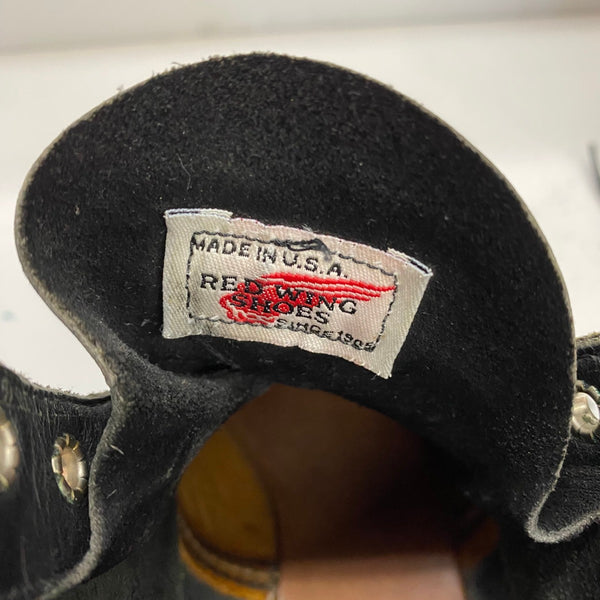 MADE IN U.S.A.
RED WING
SHOES
SINCE 1905